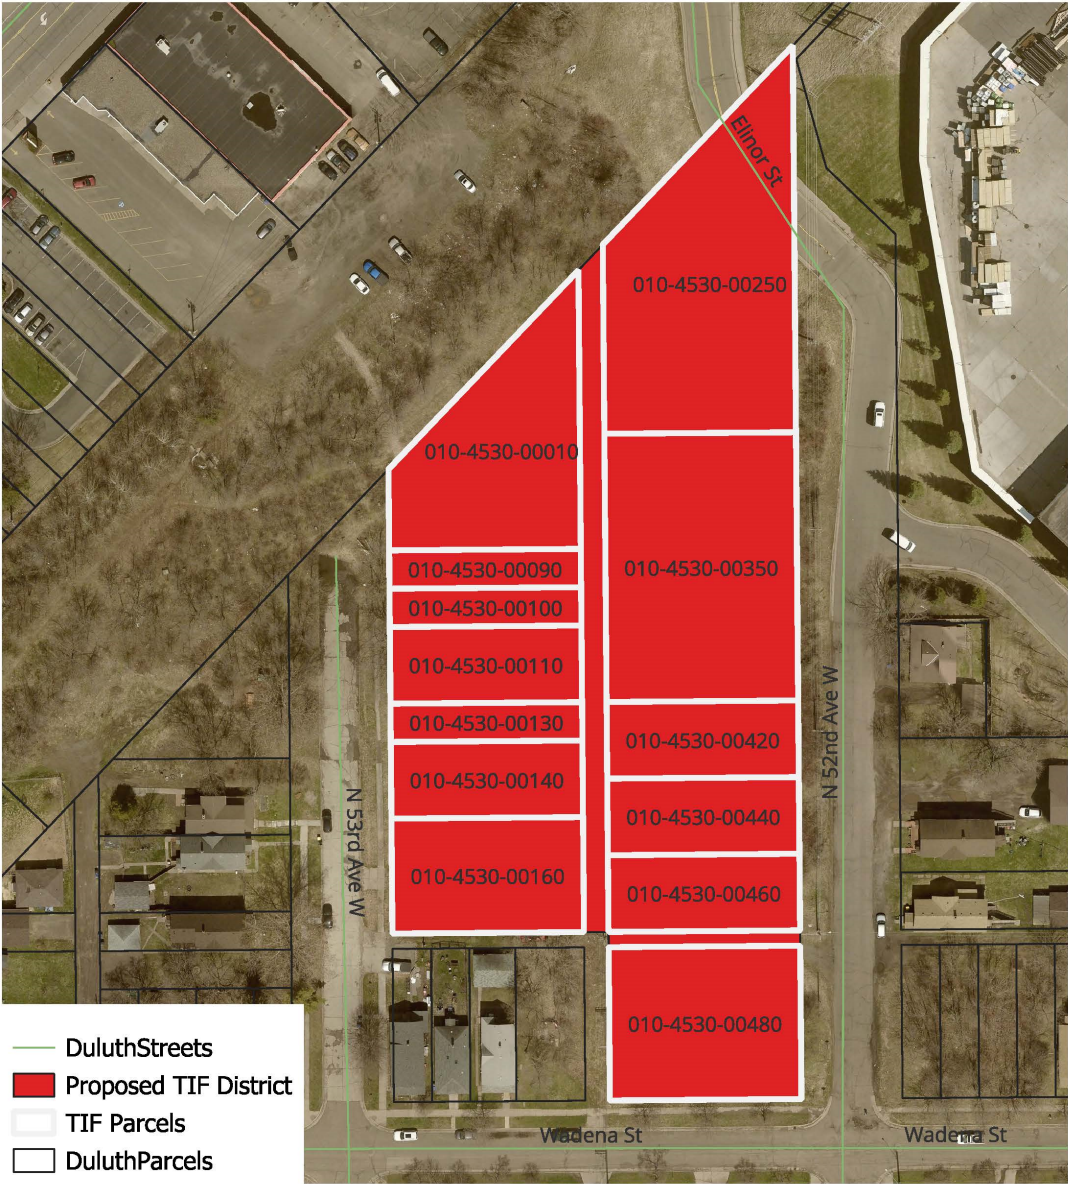 Elinor St
010-4530-00250
010-4530-00010
010-4530-00090
010-4530-00350
010-4530-00100
010-4530-00110
010-4530-00130
010-4530-00420
010-4530-00140
010-4530-00440
010-4530-00160
010-4530-00460
N 52nd Ave W
N 53rd Ave W
010-4530-00480
Wadena St
Wadena St
DuluthStreets
Proposed TIF District
TIF Parcels
DuluthParcels